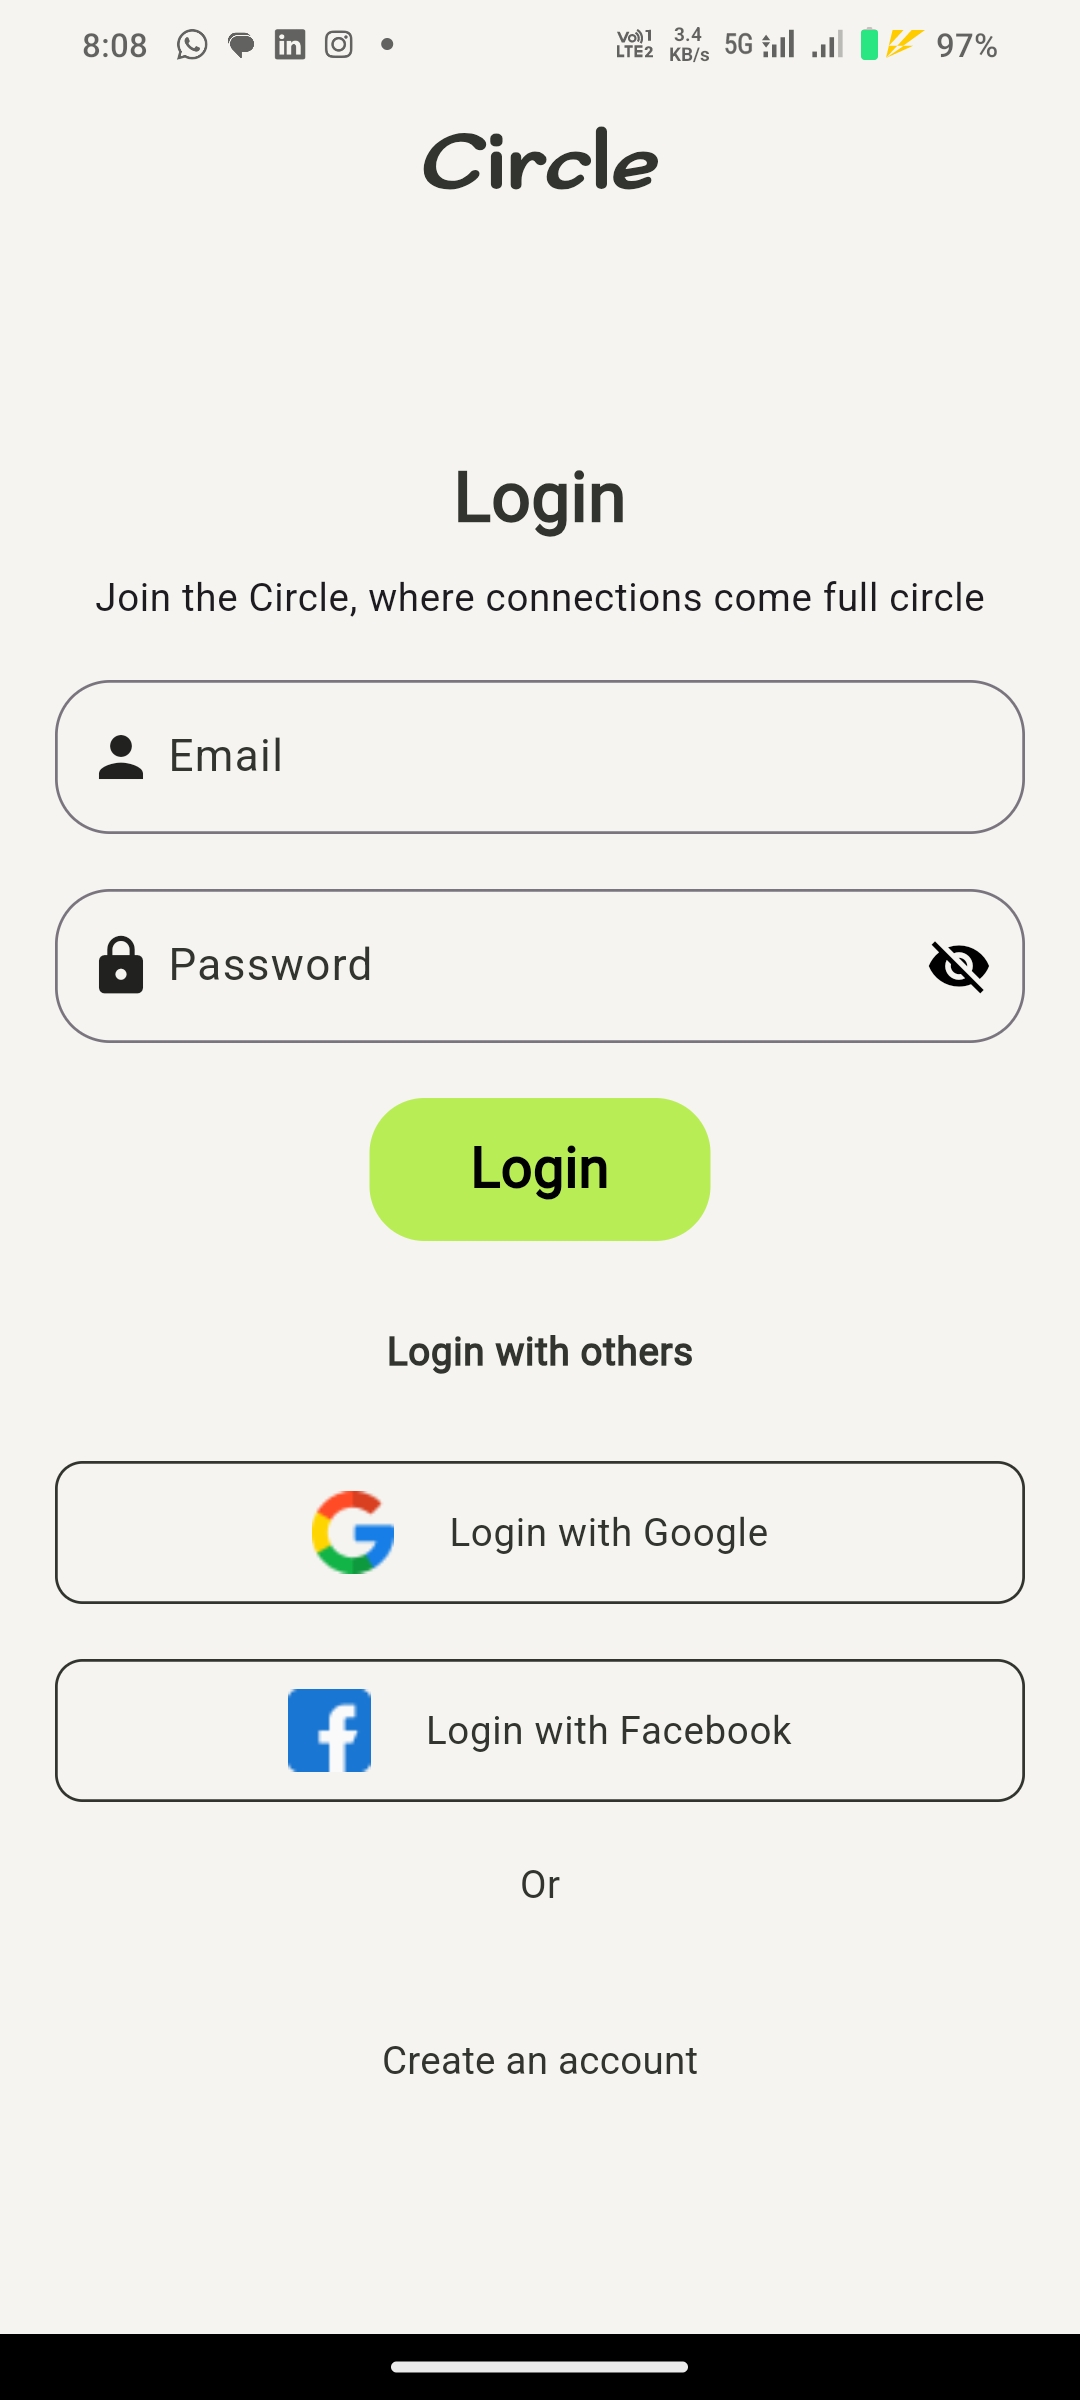 8:08 Vo)) 1 LTE2 3.4 KB/s 5G 97%
Circle
Login
Join the Circle, where connections come full circle
Email
Password
Login
Login with others
Login with Google
Login with Facebook
Or
Create an account